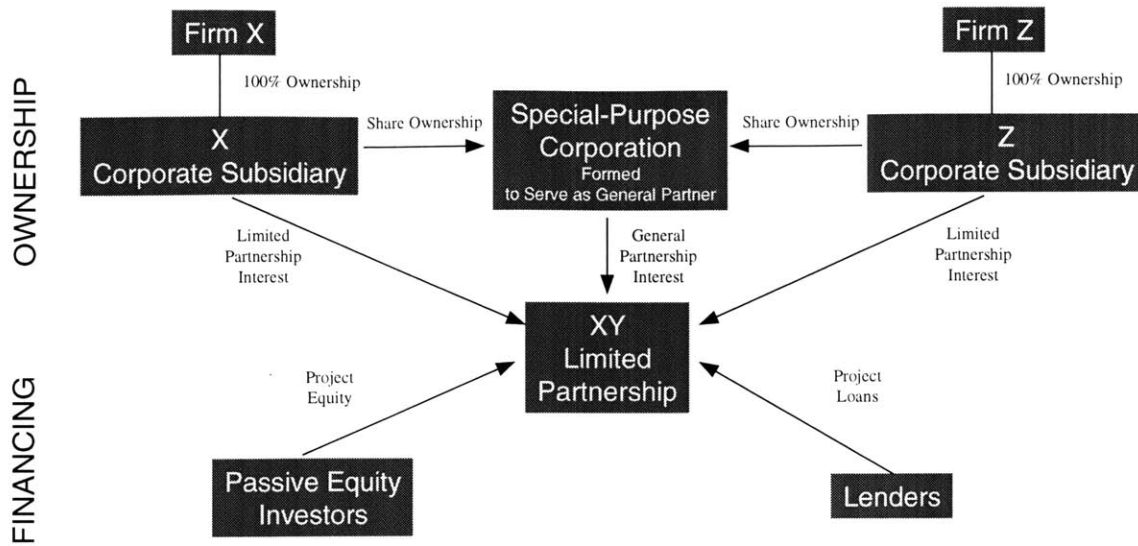 Firm X
Firm Z
OWNERSHIP
100% Ownership
100% Ownership
X
Corporate Subsidiary
Share Ownership
Special-Purpose
Corporation
Formed
to Serve as General Partner
Share Ownership
Z
Corporate Subsidiary
Limited
Partnership
Interest
General
Partnership
Interest
Limited
Partnership
Interest
XY
Limited
Partnership
FINANCING
Project
Equity
Project
Loans
Passive Equity
Investors
Lenders